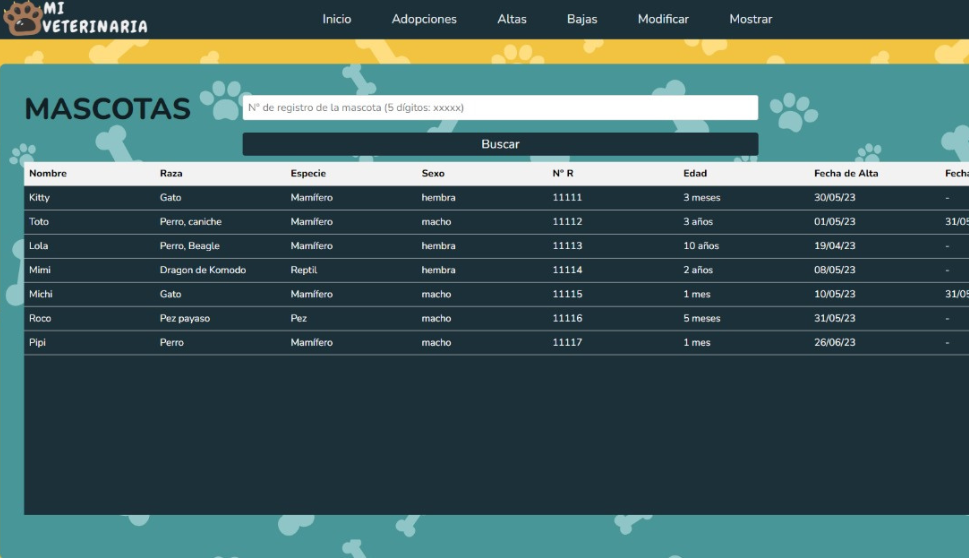 MI
VETERINARIA
Inicio Adopciones Altas Bajas Modificar Mostrar
MASCOTAS
N° de registro de la mascota (5 dígitos: xxxxx)
Buscar
Nombre Raza Especie Sexo N° R Edad Fecha de Alta Fecha
Kitty Gato Mamífero hembra 11111 3 meses 30/05/23 -
Toto Perro, caniche Mamífero macho 11112 3 años 01/05/23 31/05
Lola Perro, Beagle Mamífero hembra 11113 10 años 19/04/23 -
Mimi Dragon de Komodo Reptil hembra 11114 2 años 08/05/23 -
Michi Gato Mamífero macho 11115 1 mes 10/05/23 31/05
Roco Pez payaso Pez macho 11116 5 meses 31/05/23 -
Pipi Perro Mamífero macho 11117 1 mes 26/06/23 -